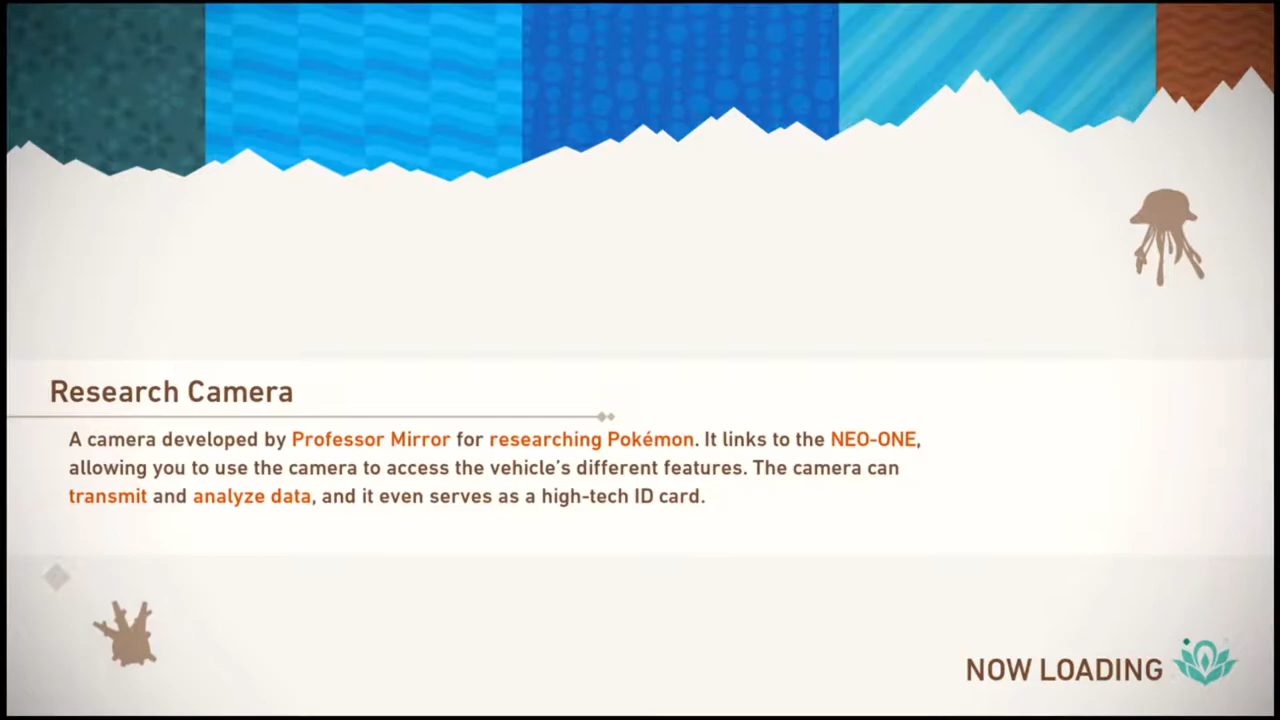 Research Camera
A camera developed by Professor Mirror for researching Pokémon. It links to the NEO-ONE,
allowing you to use the camera to access the vehicle's different features. The camera can
transmit and analyze data, and it even serves as a high-tech ID card.
NOW LOADING